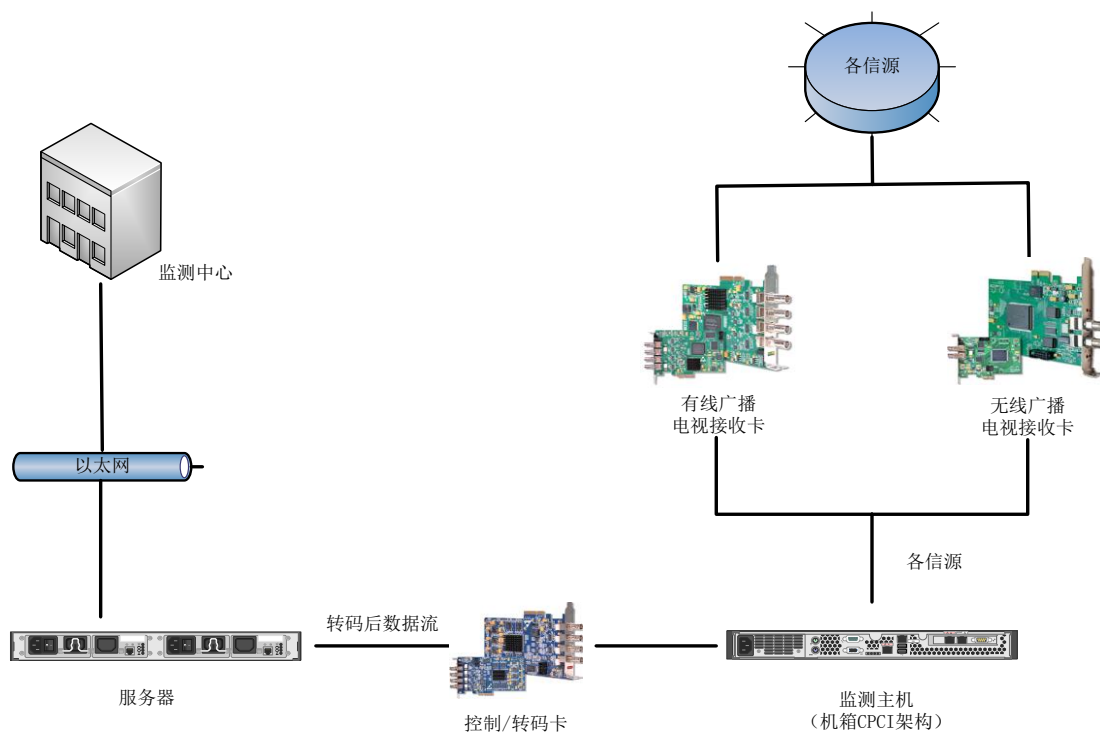 各信源
监测中心
有线广播
电视接收卡
无线广播
电视接收卡
以太网
各信源
转码后数据流
服务器
控制/转码卡
监测主机
（机箱CPCI架构）